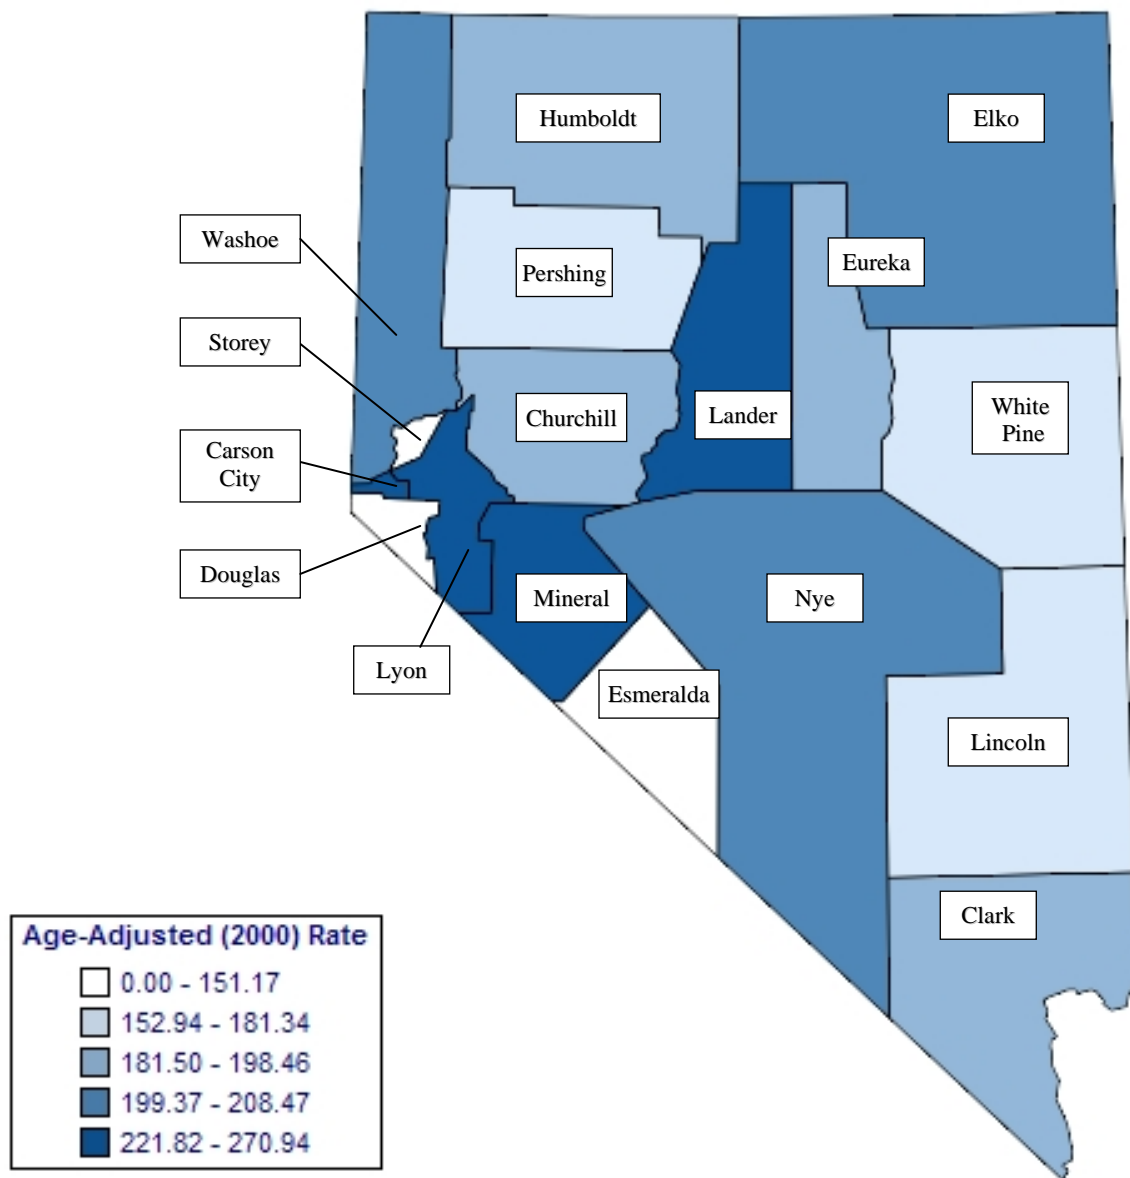 Humboldt
Elko
Washoe
Eureka
Pershing
Storey
Churchill
Lander
White
Pine
Carson
City
Douglas
Mineral
Nye
Lyon
Esmeralda
Lincoln
Clark
Age-Adjusted (2000) Rate
0.00 - 151.17
152.94 - 181.34
181.50 - 198.46
199.37 - 208.47
221.82 - 270.94